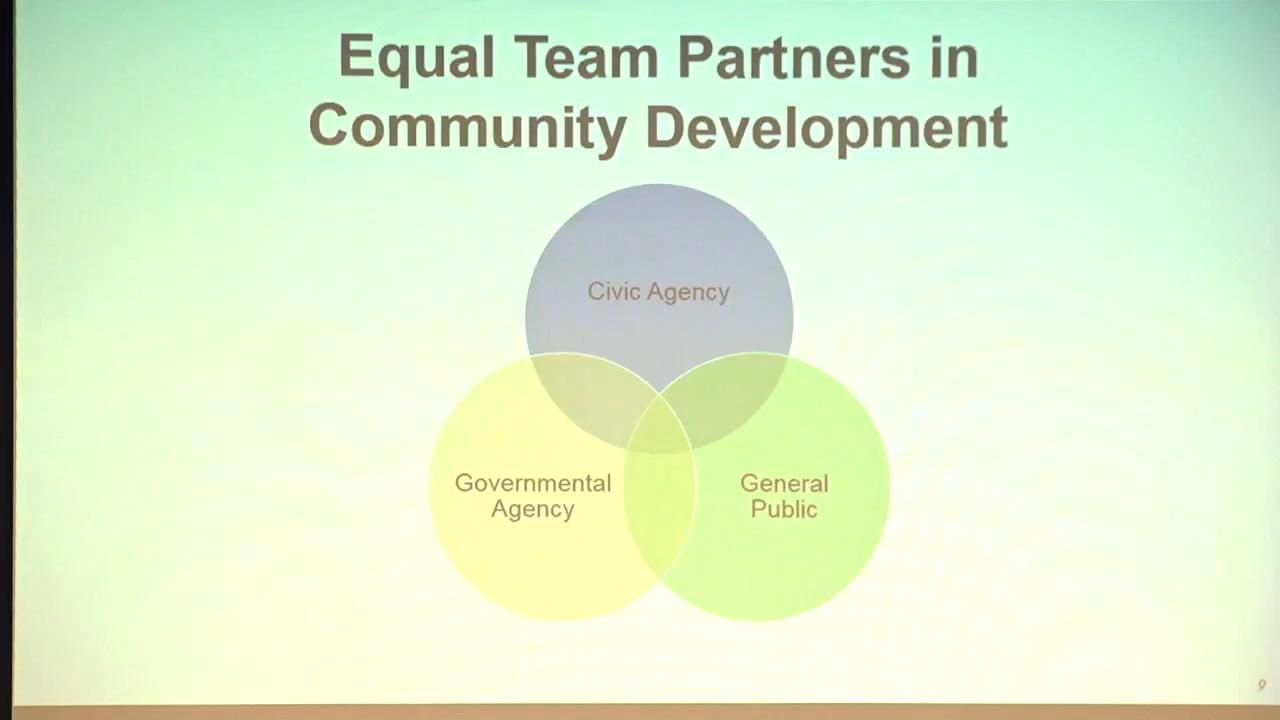 Equal Team Partners in
Community Development
Civic Agency
Governmental
Agency
General
Public
9